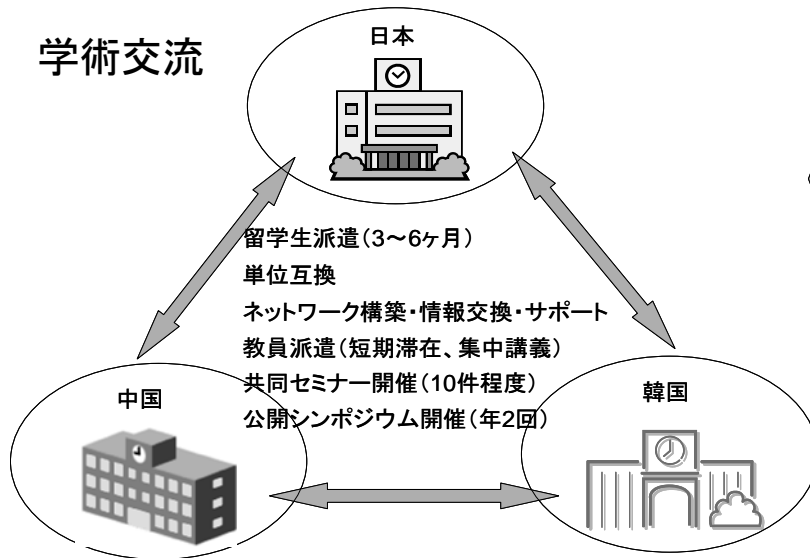 学術交流
日本
留学生派遣(3～6ヶ月)
単位互換
ネットワーク構築・情報交換・サポート
教員派遣(短期滞在、集中講義)
共同セミナー開催(10件程度)
公開シンポジウム開催(年2回)
中国
韓国